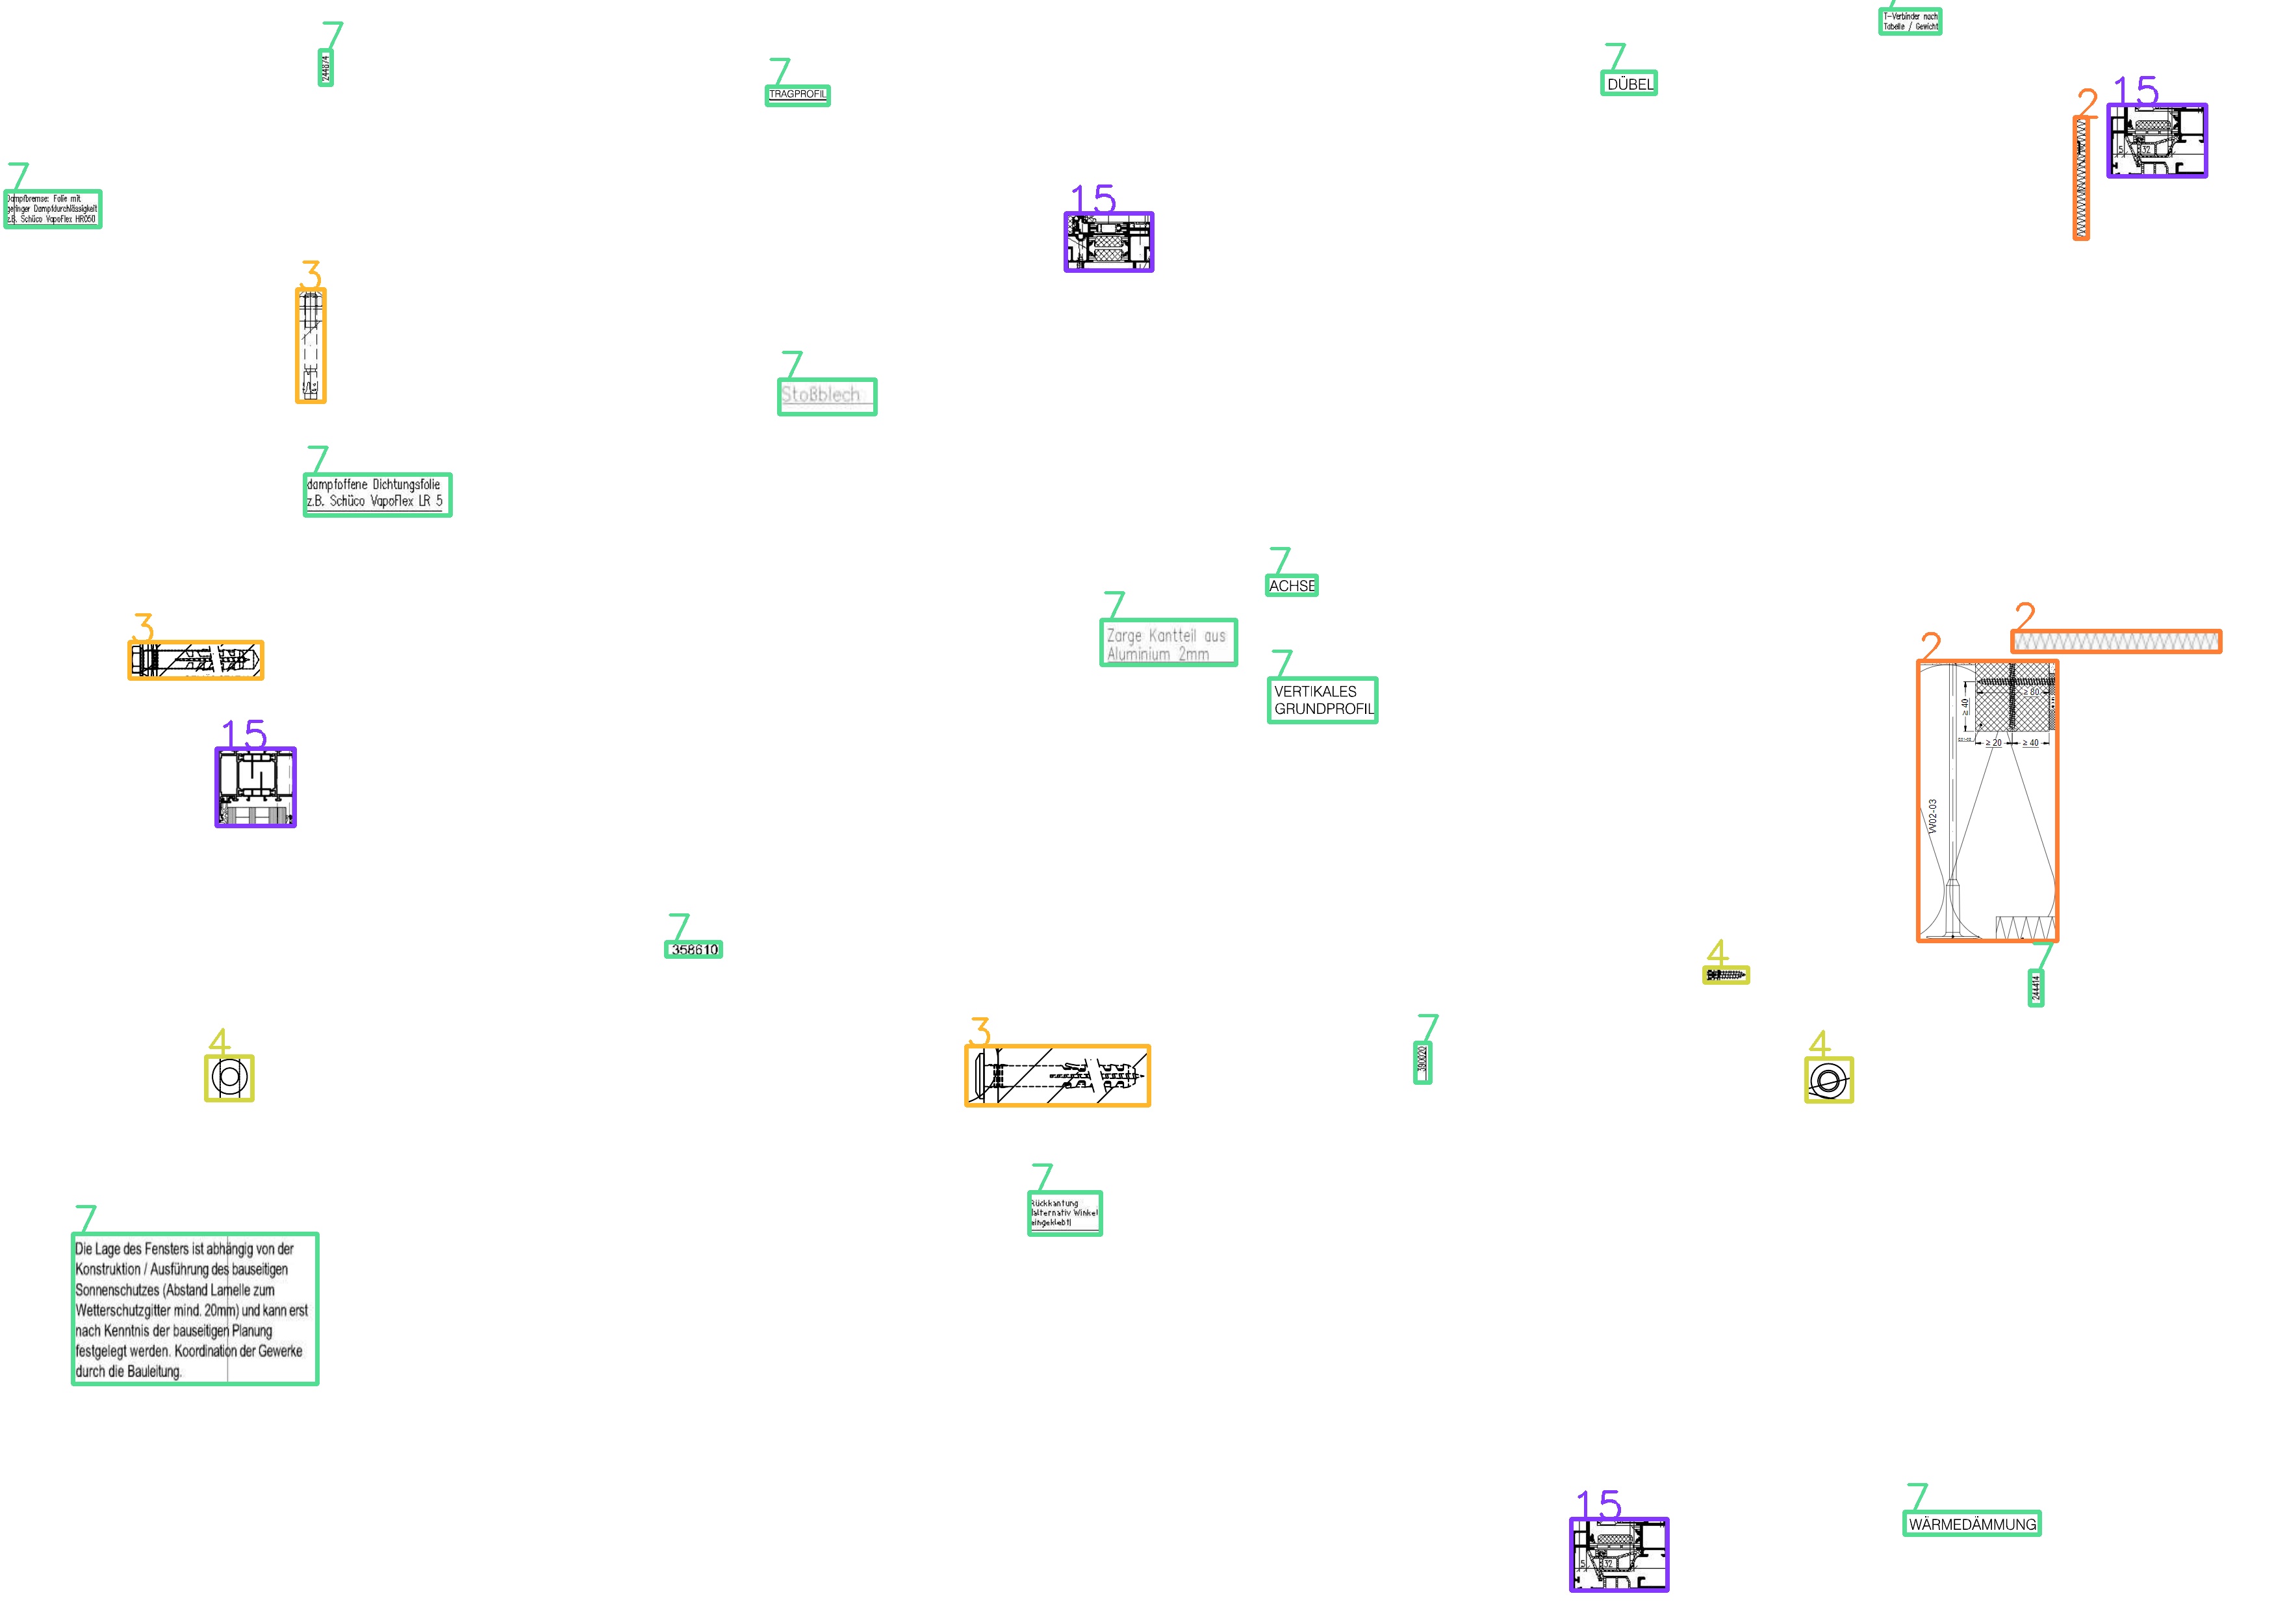 7
T-Verbinder nach
Tabelle / Gewicht
7
244874
7
TRAGPROFIL
7
DÜBEL
2
15
5 32
7
Dampfbremse: Folie mit
geringer Dampfdurchlässigkeit
z.B. Schüco VapoFlex HR050
15
3
7
Stoßblech
7
dampfoffene Dichtungsfolie
z.B. Schüco VapoFlex LR 5
7
ACHSE
7
Zarge Kantteil aus
Aluminium 2mm
3
2
2
≥ 80
≥ 40
≥ 20 ≥ 40
VV02-03
7
VERTIKALES
GRUNDPROFIL
15
7
358610
4
7
244414
3
7
390020
4
4
7
Rückkantung
(alternativ Winkel
eingeklebt)
7
Die Lage des Fensters ist abhängig von der
Konstruktion / Ausführung des bauseitigen
Sonnenschutzes (Abstand Lamelle zum
Wetterschutzgitter mind. 20mm) und kann erst
nach Kenntnis der bauseitigen Planung
festgelegt werden. Koordination der Gewerke
durch die Bauleitung.
15
5 32
7
WÄRMEDÄMMUNG